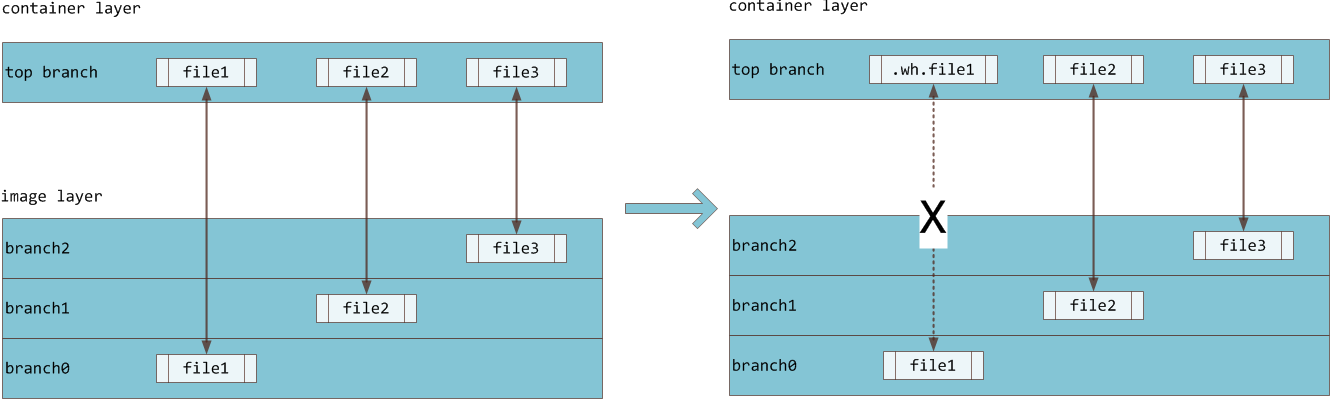 container layer
top branch file1 file2 file3
image layer
branch2 file3
branch1 file2
branch0 file1
container layer
top branch .wh.file1 file2 file3
X
branch2 file3
branch1 file2
branch0 file1